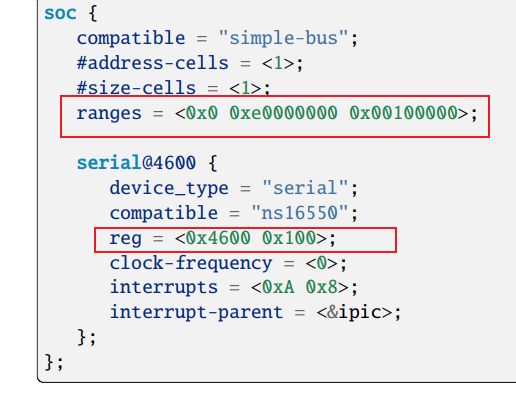 soc {
compatible = "simple-bus";
#address-cells = <1>;
#size-cells = <1>;
ranges = <0x0 0xe0000000 0x00100000>;
serial@4600 {
device_type = "serial";
compatible = "ns16550";
reg = <0x4600 0x100>;
clock-frequency = <0>;
interrupts = <0xA 0x8>;
interrupt-parent = <&ipic>;
};
};